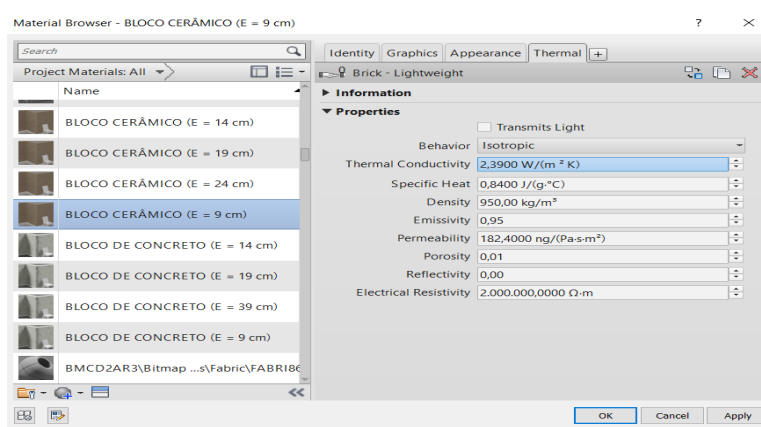 Material Browser - BLOCO CERÂMICO (E = 9 cm)
? ×
Search
Project Materials: All
Name
BLOCO CERÂMICO (E = 14 cm)
BLOCO CERÂMICO (E = 19 cm)
BLOCO CERÂMICO (E = 24 cm)
BLOCO CERÂMICO (E = 9 cm)
BLOCO DE CONCRETO (E = 14 cm)
BLOCO DE CONCRETO (E = 19 cm)
BLOCO DE CONCRETO (E = 39 cm)
BLOCO DE CONCRETO (E = 9 cm)
BMCD2AR3\Bitmap ...s\Fabric\FABRI86
Identity Graphics Appearance Thermal +
Brick - Lightweight
Information
Properties
Transmits Light
Behavior Isotropic
Thermal Conductivity 2,3900 W/(m ² K)
Specific Heat 0,8400 J/(g·°C)
Density 950,00 kg/m³
Emissivity 0,95
Permeability 182,4000 ng/(Pa·s·m²)
Porosity 0,01
Reflectivity 0,00
Electrical Resistivity 2.000.000,0000 Ω·m
OK Cancel Apply